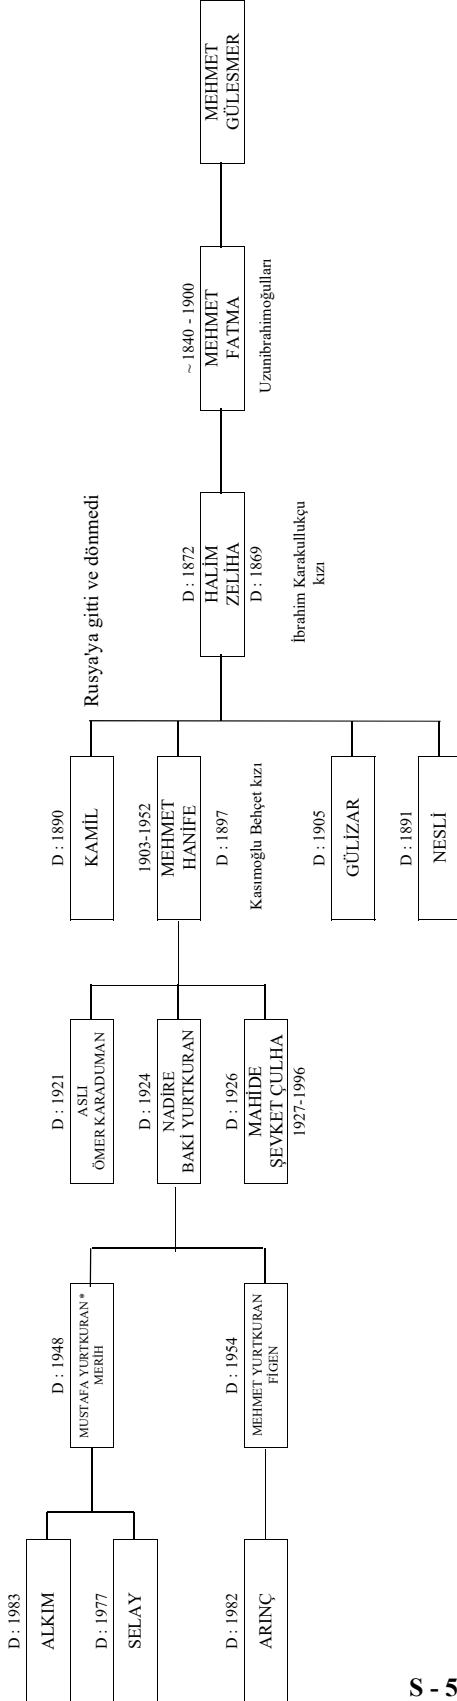 MEHMET
GÜLESMER
~ 1840 - 1900
MEHMET
FATMA
Uzunibrahimoğulları
D : 1872
HALİM
ZELİHA
D : 1869
İbrahim Karakullukçu
kızı
Rusya'ya gitti ve dönmedi
D : 1890
KAMİL
1903-1952
MEHMET
HANİFE
D : 1897
Kasımoğlu Behçet kızı
D : 1905
GÜLİZAR
D : 1891
NESLİ
D : 1921
ASLI
ÖMER KARADUMAN
D : 1924
NADİRE
BAKİ YURTKURAN
D : 1926
MAHİDE
ŞEVKET ÇULHA
1927-1996
D : 1948
MUSTAFA YURTKURAN *
MERİH
D : 1954
MEHMET YURTKURAN
FİGEN
D : 1983
ALKIM
D : 1977
SELAY
D : 1982
ARINÇ
S - 5